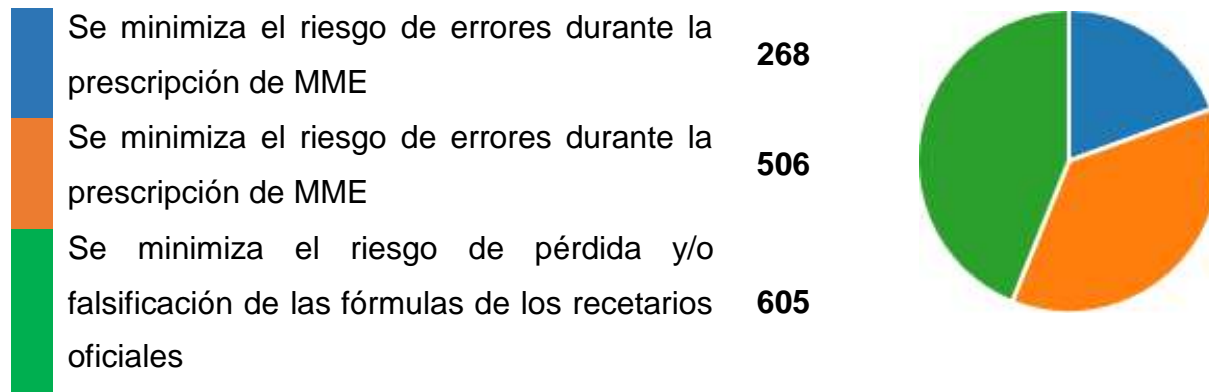 Se minimiza el riesgo de errores durante la
prescripción de MME
268
Se minimiza el riesgo de errores durante la
prescripción de MME
506
Se minimiza el riesgo de pérdida y/o
falsificación de las fórmulas de los recetarios
oficiales
605